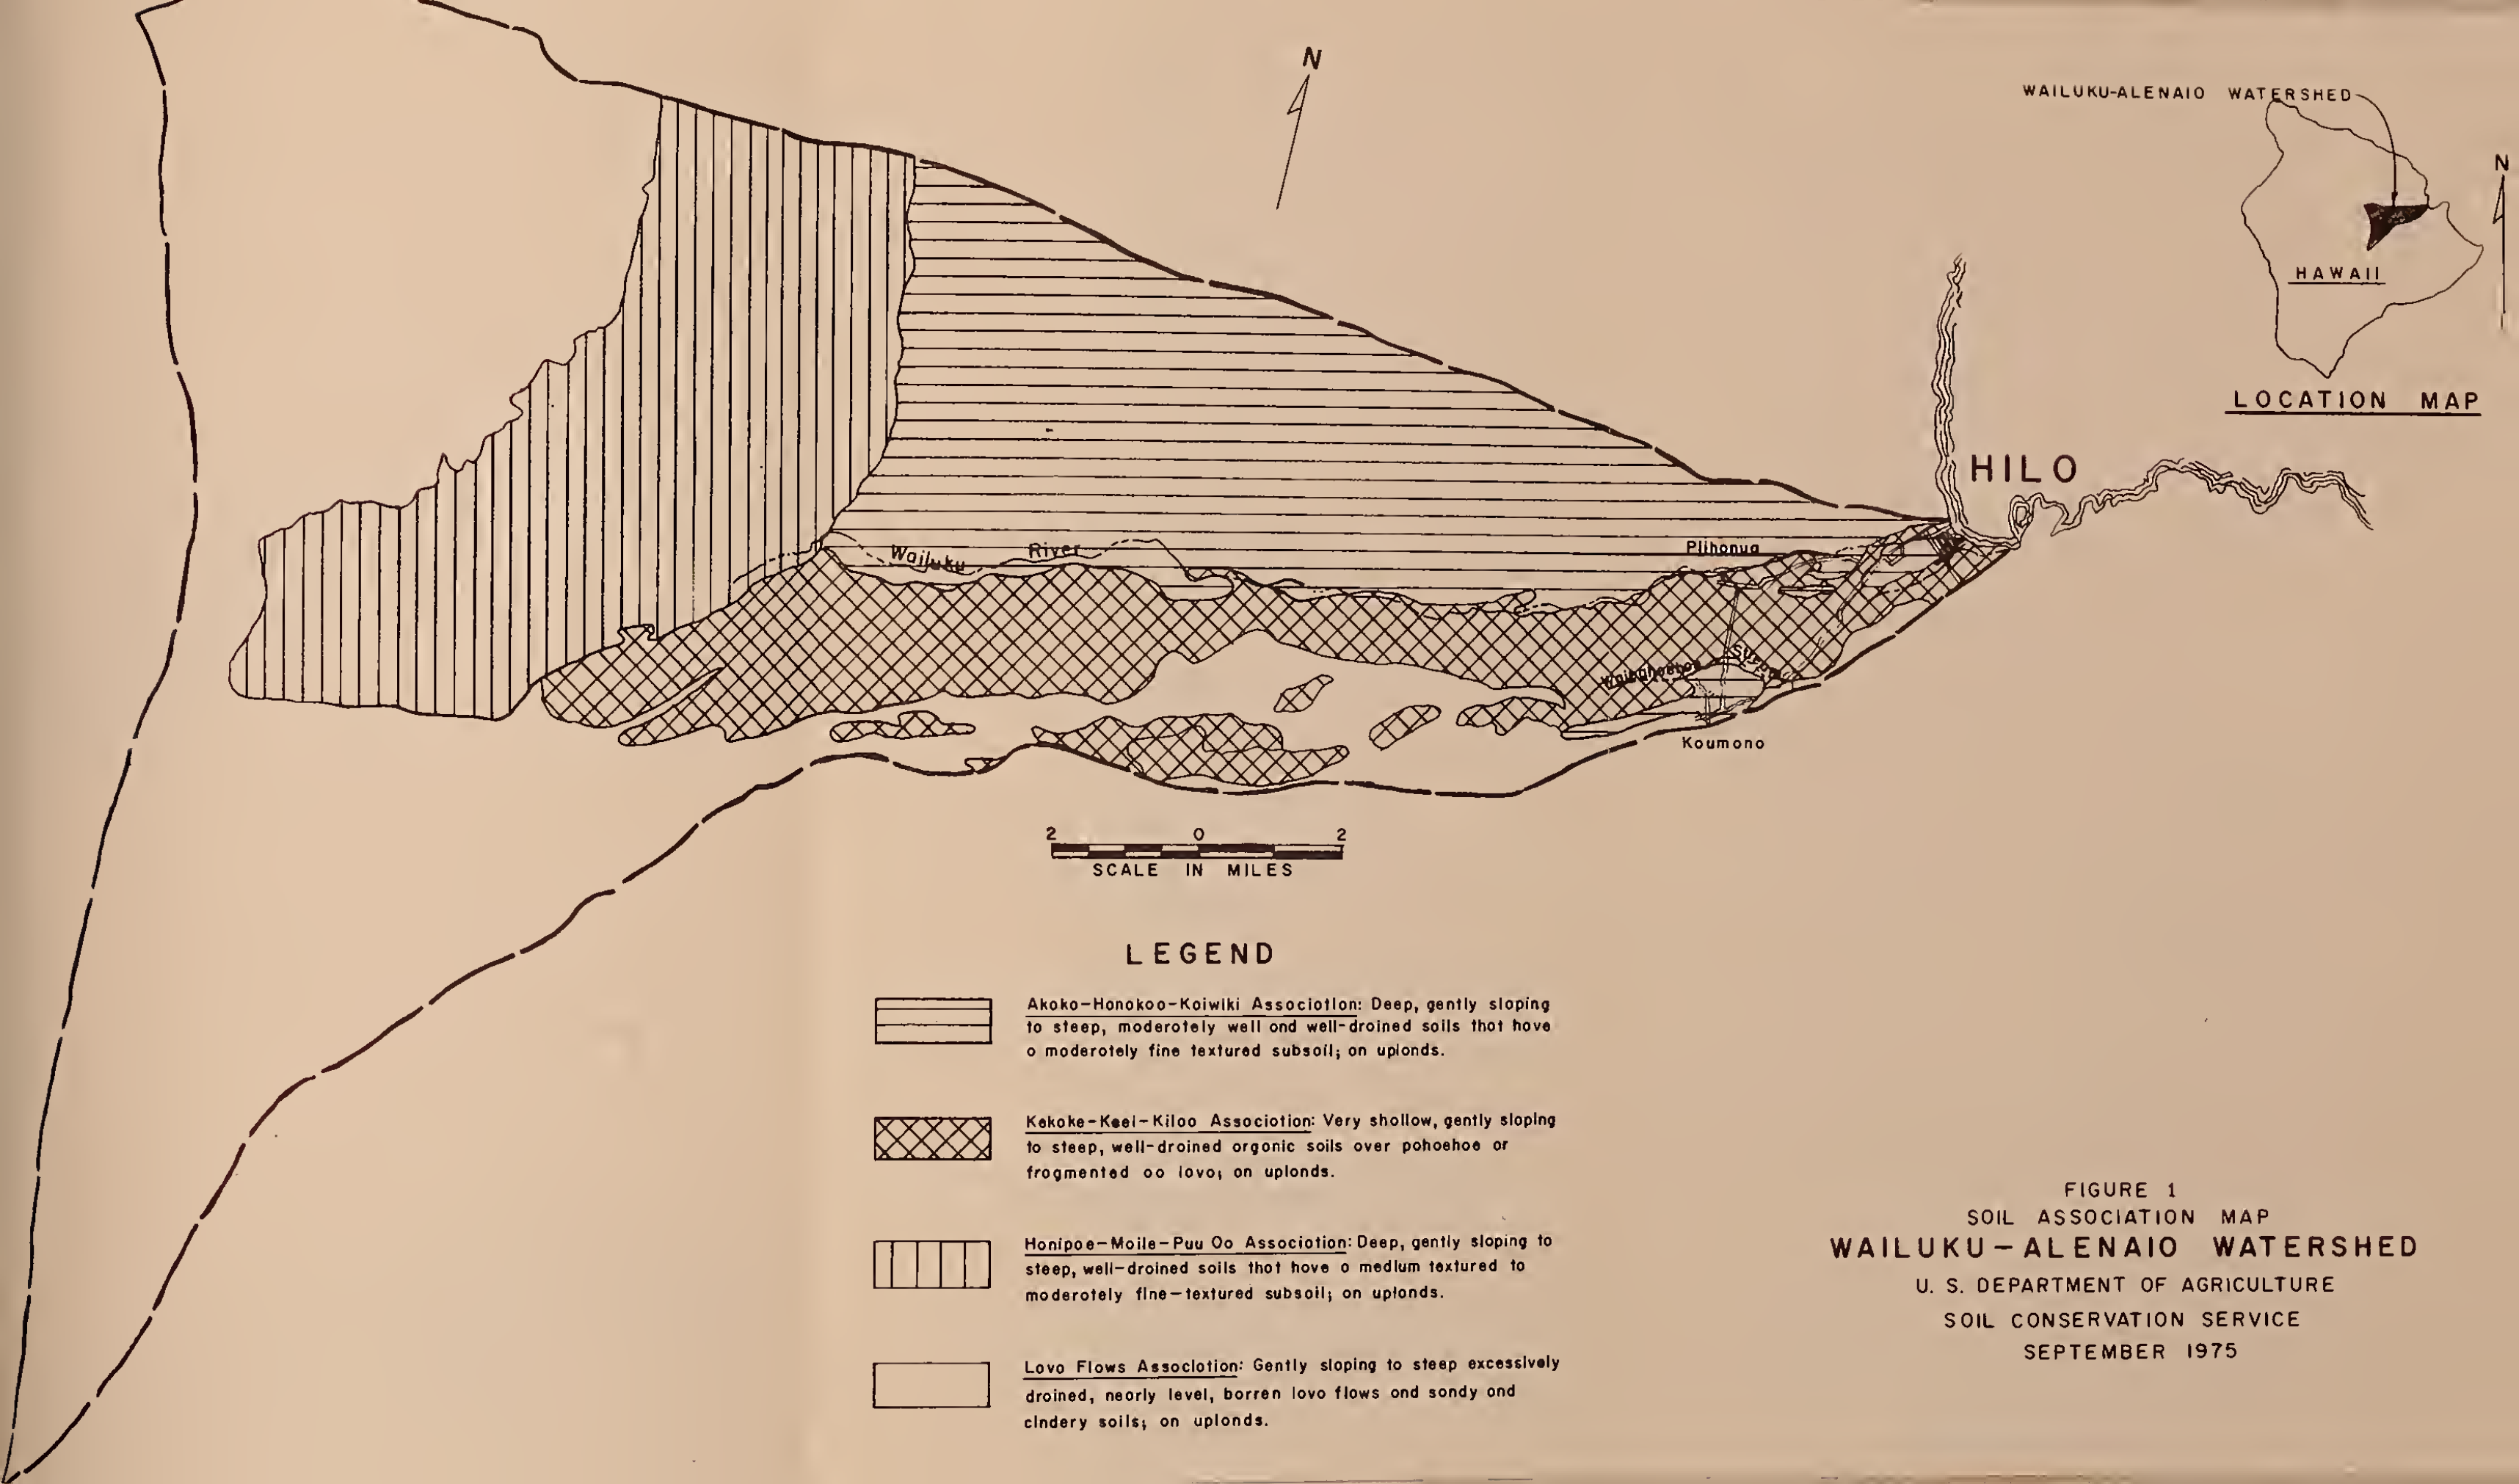 N
WAILUKU-ALENAIO WATERSHED
N
HAWAII
LOCATION MAP
HILO
Wailuku River
Piihonua
Waipahoehoe Stream
Kaumana
2 0 2
SCALE IN MILES
LEGEND
Akaka-Honokaa-Kaiwiki Association: Deep, gently sloping
to steep, moderately well and well-drained soils that have
a moderately fine textured subsoil; on uplands.
Kekake-Keei-Kiloa Association: Very shallow, gently sloping
to steep, well-drained organic soils over pahoehoe or
fragmented aa lava; on uplands.
Hanipoe-Maile-Puu Oo Association: Deep, gently sloping to
steep, well-drained soils that have a medium textured to
moderately fine-textured subsoil; on uplands.
Lava Flows Association: Gently sloping to steep excessively
drained, nearly level, barren lava flows and sandy and
cindery soils; on uplands.
FIGURE 1
SOIL ASSOCIATION MAP
WAILUKU-ALENAIO WATERSHED
U. S. DEPARTMENT OF AGRICULTURE
SOIL CONSERVATION SERVICE
SEPTEMBER 1975